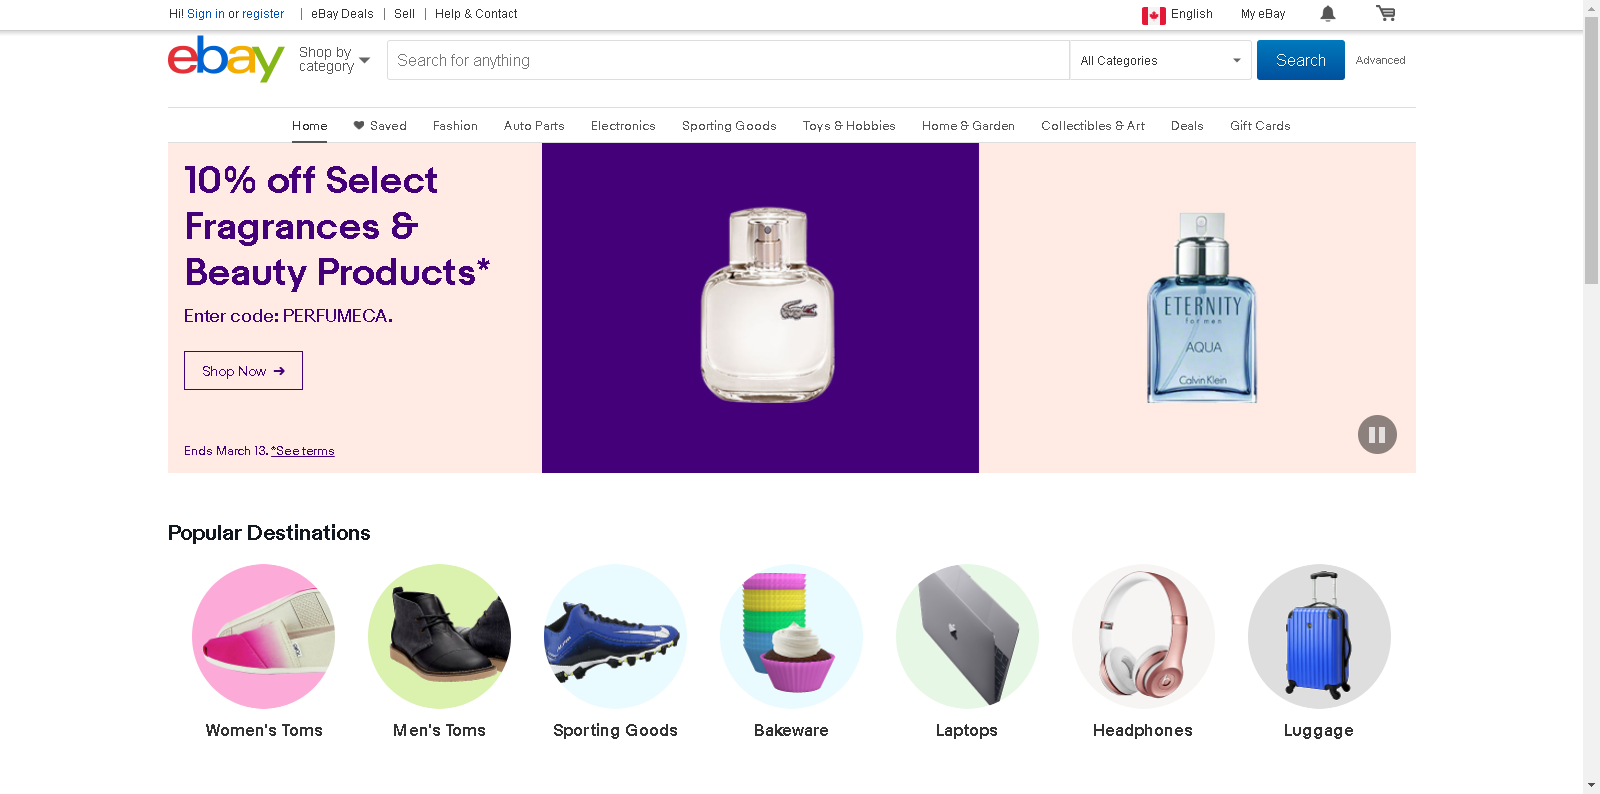 Hi! Sign in or register | eBay Deals | Sell | Help & Contact
English
My eBay
ebay
Shop by
category
Search for anything
All Categories
Search
Advanced
Home
Saved
Fashion
Auto Parts
Electronics
Sporting Goods
Toys & Hobbies
Home & Garden
Collectibles & Art
Deals
Gift Cards
10% off Select
Fragrances &
Beauty Products*
Enter code: PERFUMECA.
Shop Now →
Ends March 13. *See terms
ETERNITY
for men
AQUA
Calvin Klein
Popular Destinations
Women's Toms
Men's Toms
Sporting Goods
Bakeware
Laptops
Headphones
Luggage